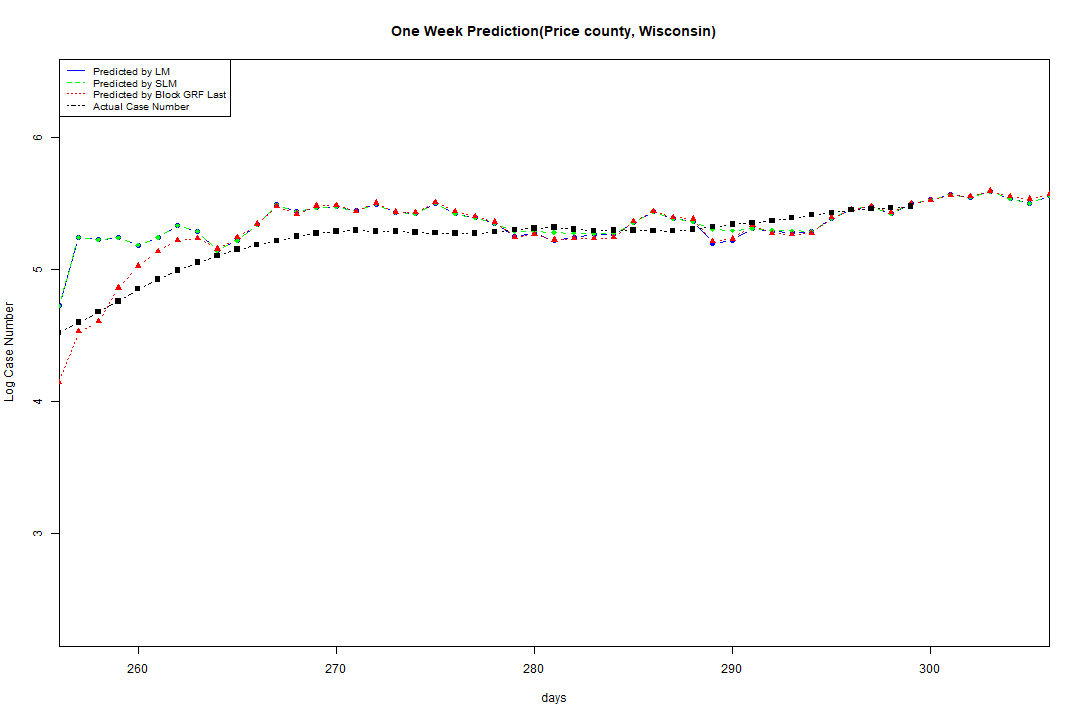 One Week Prediction(Price county, Wisconsin)
Predicted by LM
Predicted by SLM
Predicted by Block GRF Last
Actual Case Number
6
5
4
3
Log Case Number
260 270 280 290 300
days